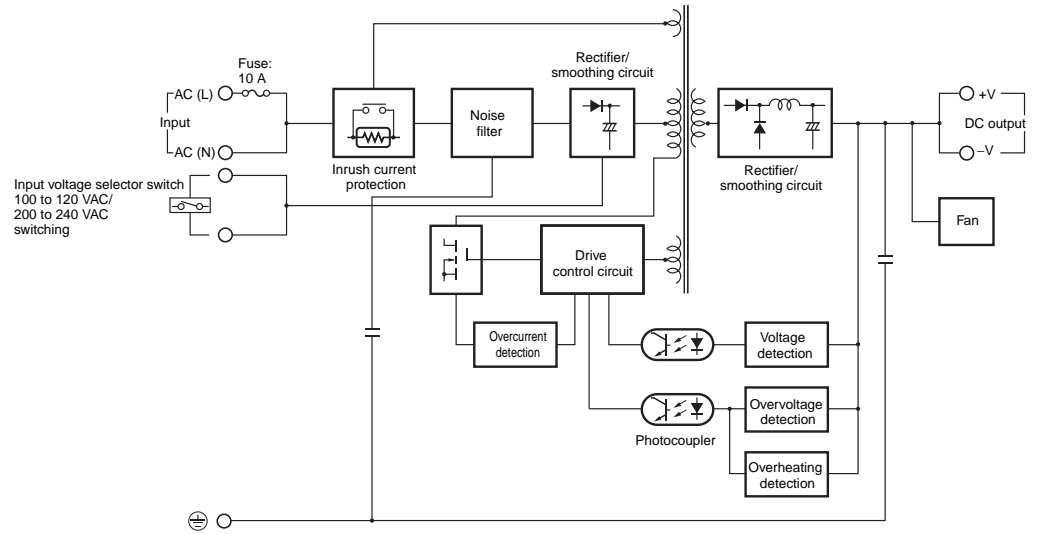 Fuse:
10 A
Rectifier/
smoothing circuit
AC (L)
Input
AC (N)
Noise
filter
+V
DC output
–V
Inrush current
protection
Rectifier/
smoothing circuit
Input voltage selector switch
100 to 120 VAC/
200 to 240 VAC
switching
Fan
Drive
control circuit
Overcurrent
detection
Voltage
detection
Overvoltage
detection
Photocoupler
Overheating
detection